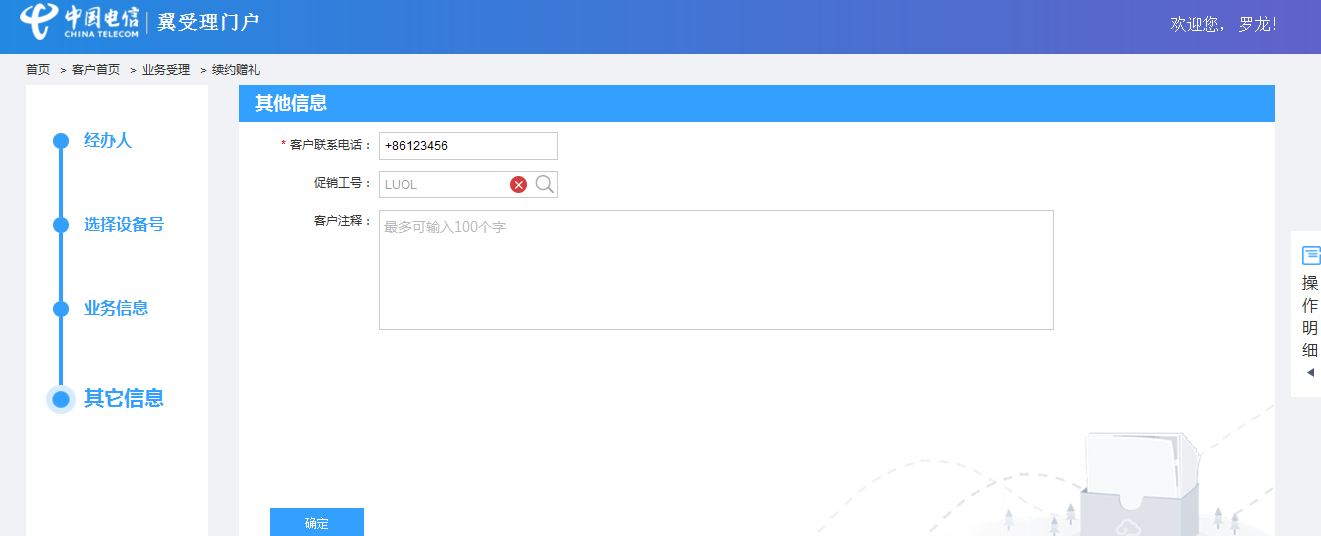 中国电信
CHINA TELECOM
翼受理门户
欢迎您，罗龙!
首页 > 客户首页 > 业务受理 > 续约赠礼
经办人
选择设备号
业务信息
其它信息
其他信息
* 客户联系电话： +86123456
促销工号： LUOL
客户注释： 最多可输入100个字
确定
操作明细